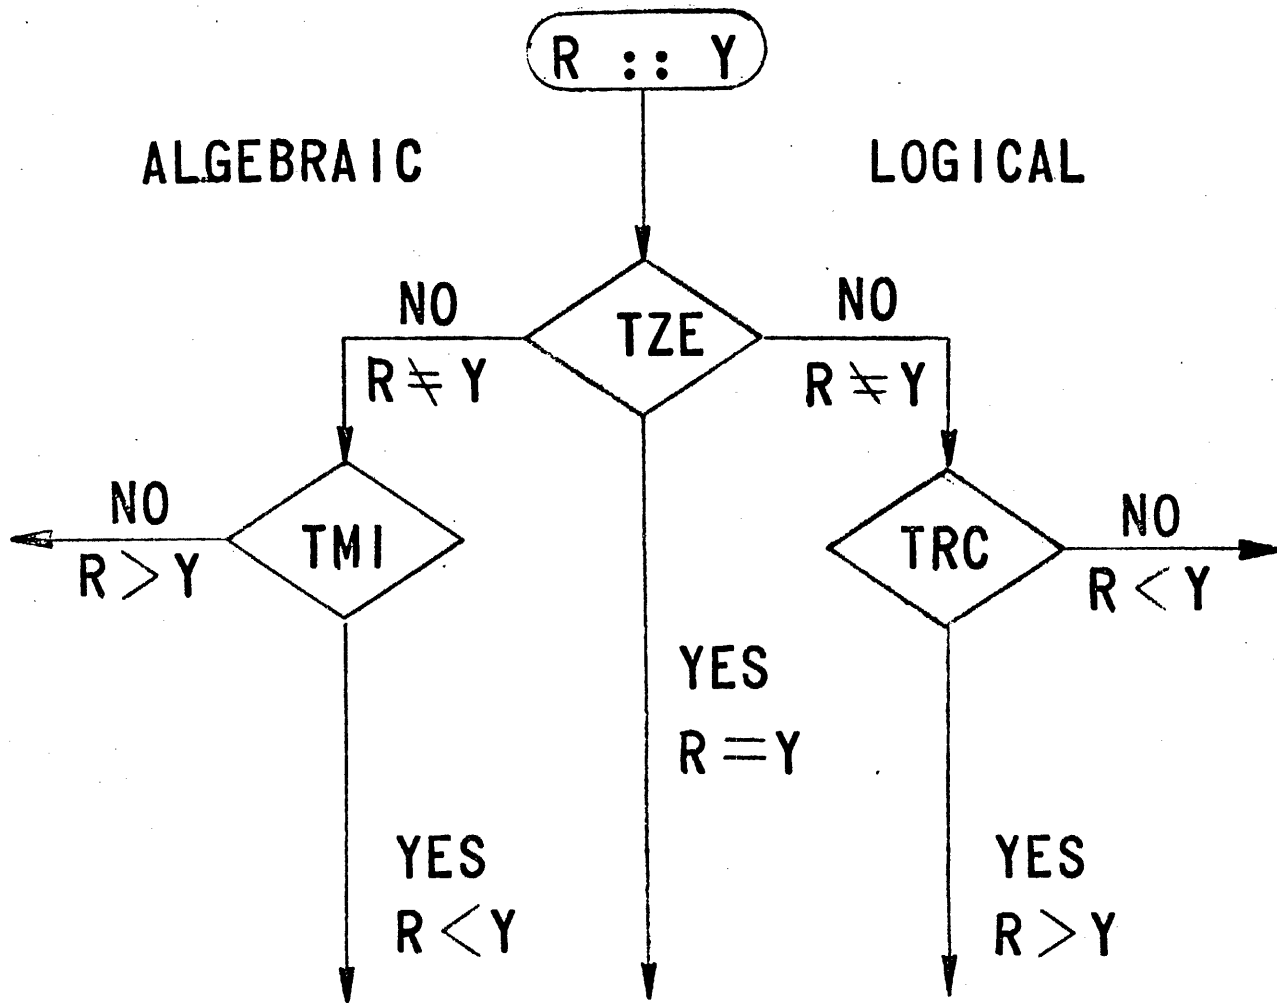 R :: Y
ALGEBRAIC
LOGICAL
NO
TZE
NO
R ≠ Y
R ≠ Y
NO
TMI
TRC
NO
R > Y
R < Y
YES
R = Y
YES
R < Y
YES
R > Y